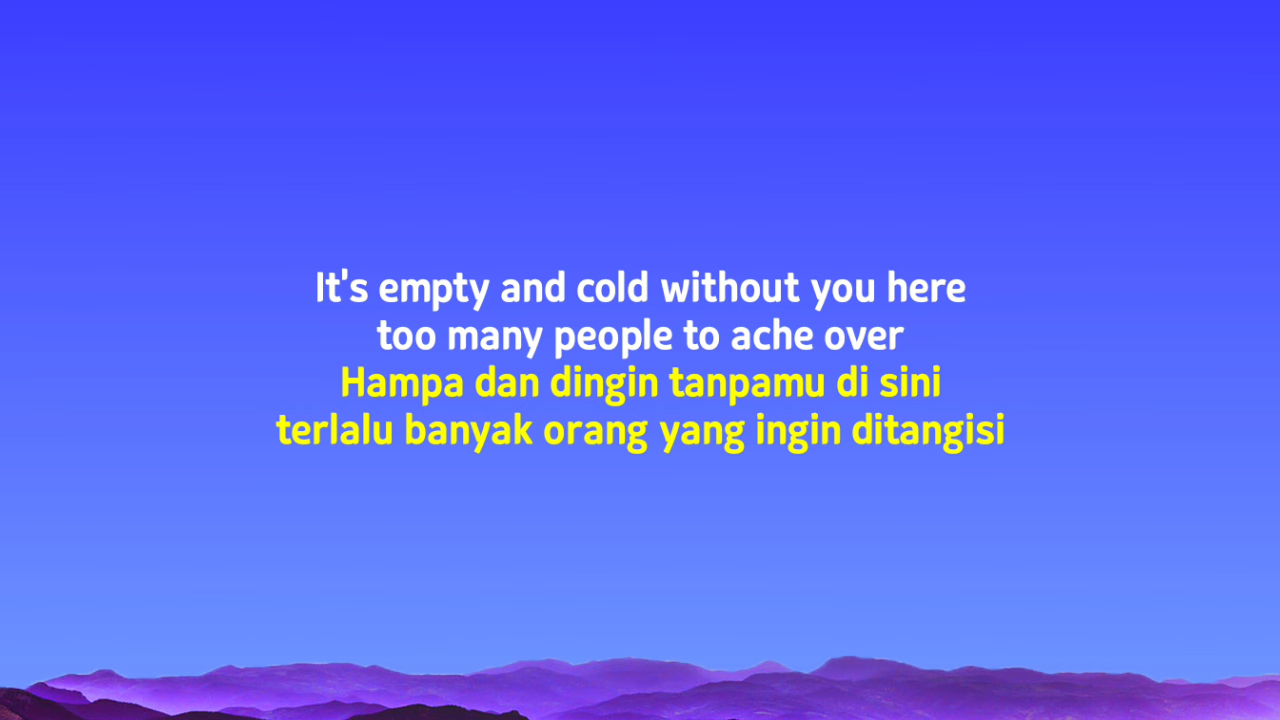 It's empty and cold without you here
too many people to ache over
Hampa dan dingin tanpamu di sini
terlalu banyak orang yang ingin ditangisi